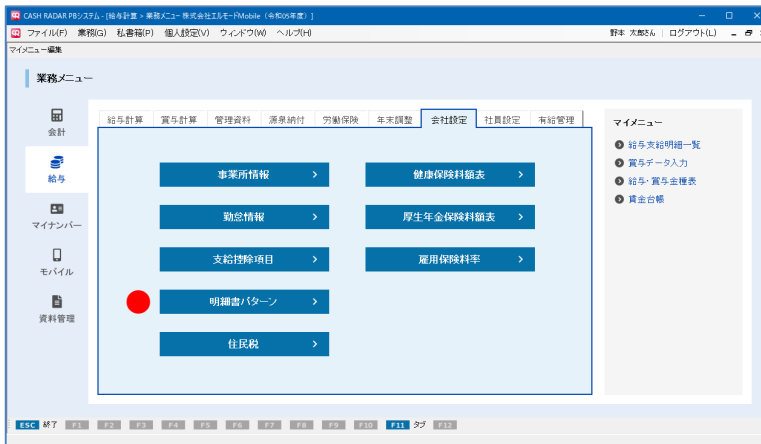 CASH RADAR PBシステム - [給与計算 > 業務メニュー 株式会社エルモードMobile （令和05年度）]
ファイル(F) 業務(G) 私書箱(P) 個人設定(V) ウィンドウ(W) ヘルプ(H) 野本 太郎さん ログアウト(L)
マイメニュー編集
業務メニュー
会計
給与
マイナンバー
モバイル
資料管理
給与計算 賞与計算 管理資料 源泉納付 労働保険 年末調整 会社設定 社員設定 有給管理
事業所情報
健康保険料額表
勤怠情報
厚生年金保険料額表
支給控除項目
雇用保険料率
明細書パターン
住民税
マイメニュー
給与支給明細一覧
賞与データ入力
給与・賞与金種表
賃金台帳
ESC 終了 F1 F2 F3 F4 F5 F6 F7 F8 F9 F10 F11 タブ F12